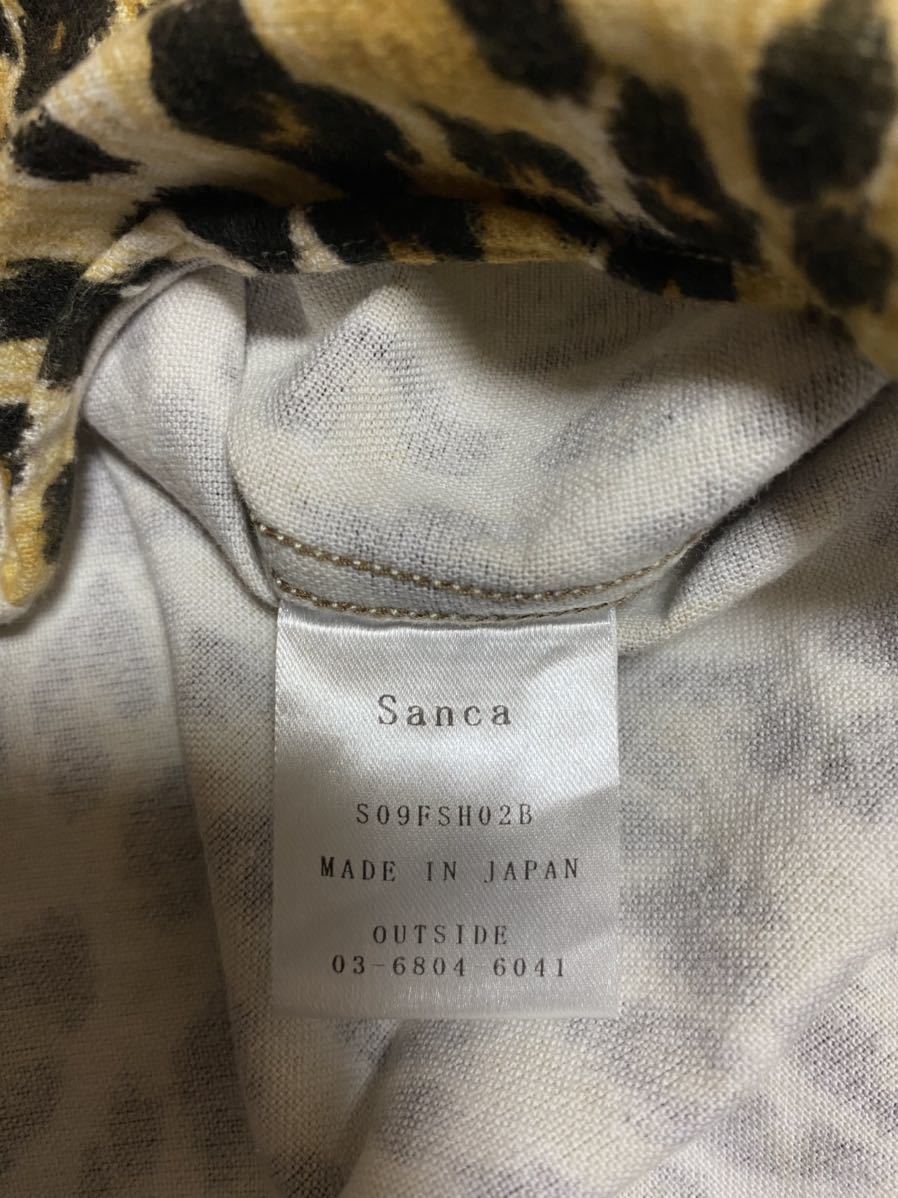 Sanca
S09FSH02B
MADE IN JAPAN
OUTSIDE
03-6804 6041